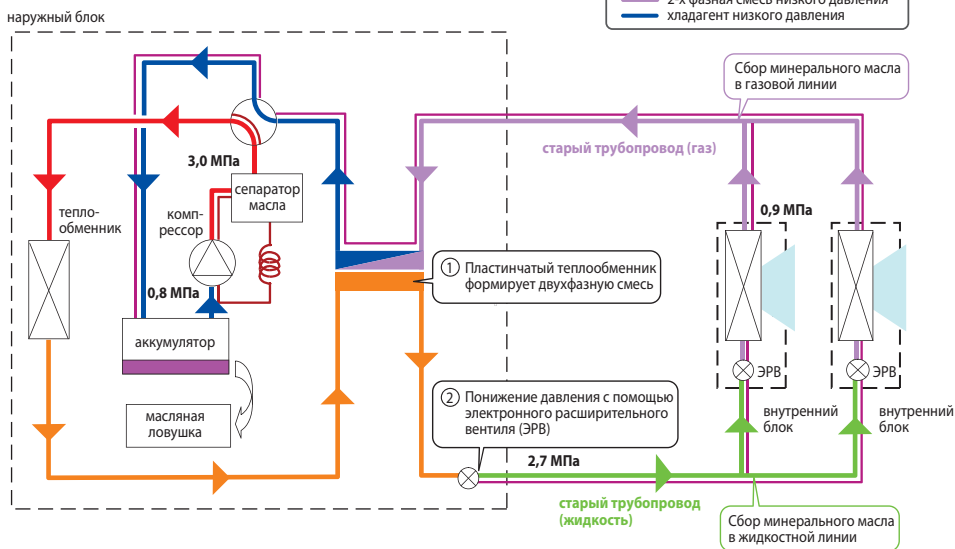 2-х фазная смесь низкого давления
хладагент низкого давления
наружный блок
Сбор минерального масла
в газовой линии
старый трубопровод (газ)
3,0 МПа
сепаратор
масла
тепло-
обменник
комп-
рессор
0,9 МПа
① Пластинчатый теплообменник
формирует двухфазную смесь
0,8 МПа
аккумулятор
масляная
ловушка
ЭРВ
ЭРВ
② Понижение давления с помощью
электронного расширительного
вентиля (ЭРВ)
внутренний
блок
внутренний
блок
2,7 МПа
старый трубопровод
(жидкость)
Сбор минерального масла
в жидкостной линии